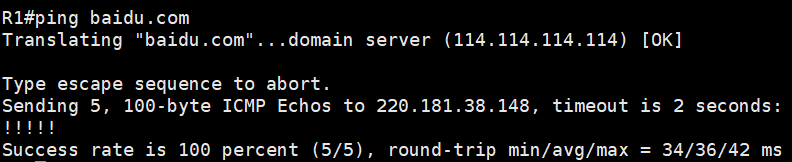 R1#ping baidu.com
Translating "baidu.com"...domain server (114.114.114.114) [OK]
Type escape sequence to abort.
Sending 5, 100-byte ICMP Echos to 220.181.38.148, timeout is 2 seconds:
!!!!!
Success rate is 100 percent (5/5), round-trip min/avg/max = 34/36/42 ms